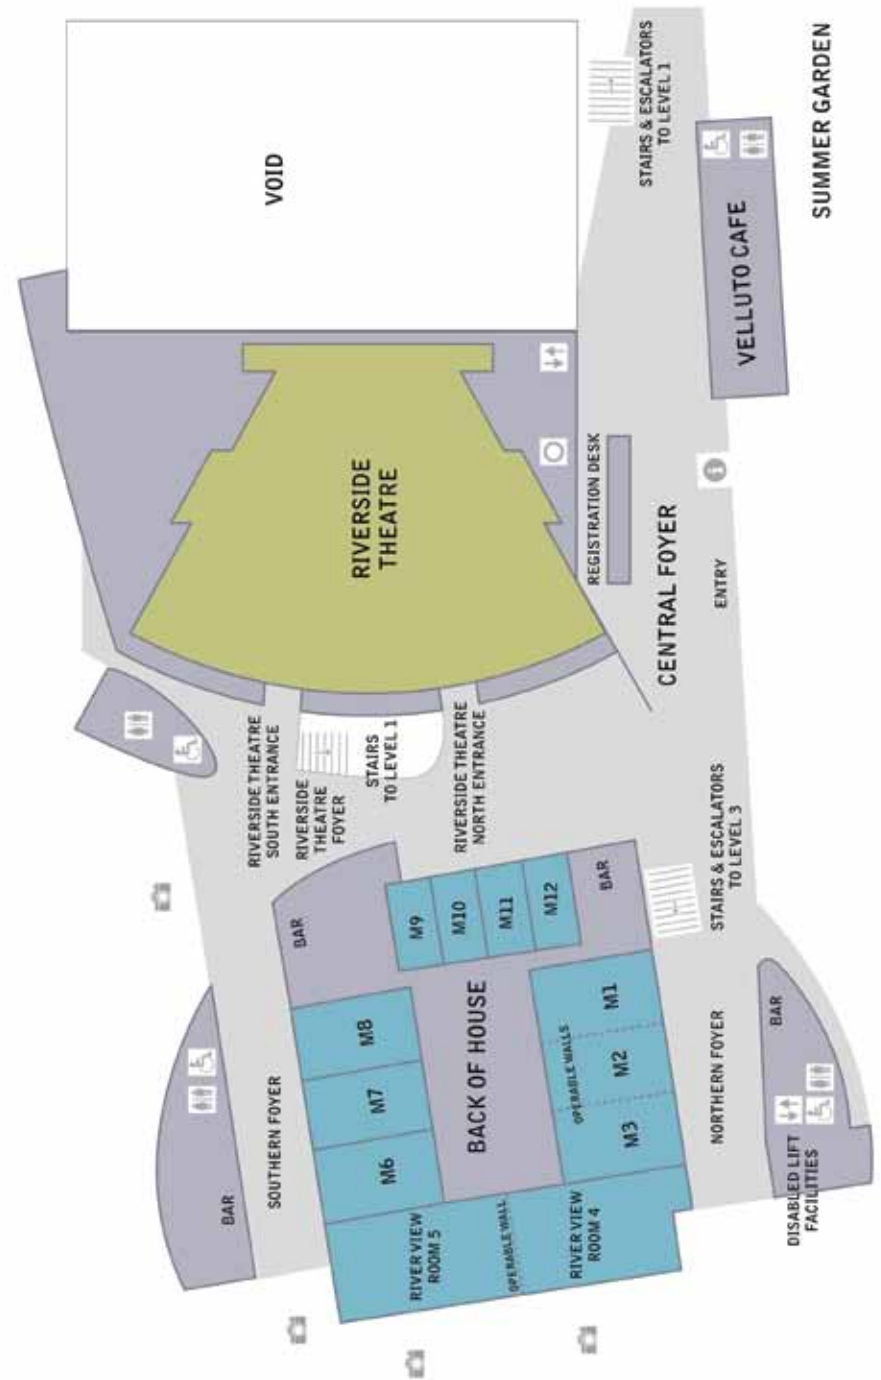 VOID
STAIRS & ESCALATORS
TO LEVEL 1
SUMMER GARDEN
VELLUTO CAFE
RIVERSIDE
THEATRE
REGISTRATION DESK
CENTRAL FOYER
ENTRY
i
RIVERSIDE THEATRE
SOUTH ENTRANCE
RIVERSIDE
THEATRE
FOYER
STAIRS
TO LEVEL 1
RIVERSIDE THEATRE
NORTH ENTRANCE
STAIRS & ESCALATORS
TO LEVEL 3
BAR
M9
M10
M11
M12
BAR
M8
M7
M6
BACK OF HOUSE
M1
M2
M3
OPERABLE WALLS
SOUTHERN FOYER
BAR
NORTHERN FOYER
BAR
RIVER VIEW
ROOM 5
OPERABLE WALL
RIVER VIEW
ROOM 4
DISABLED LIFT
FACILITIES